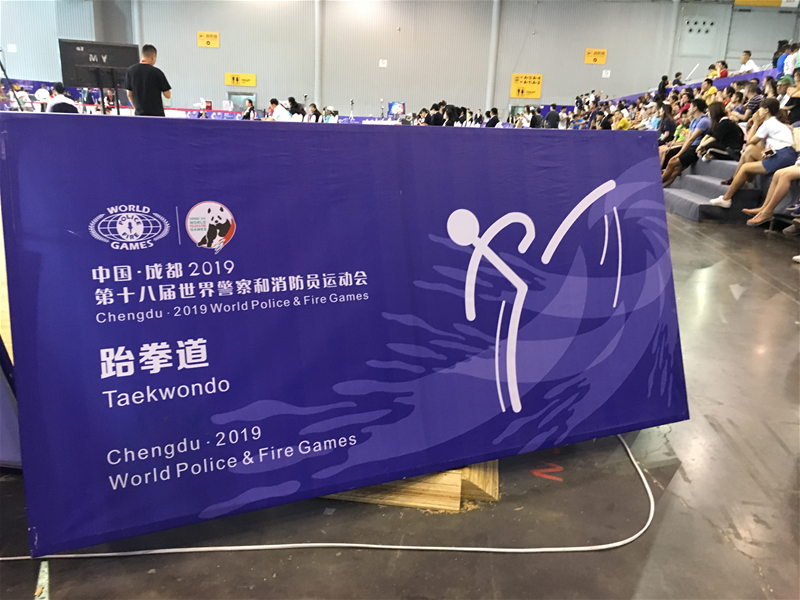 WORLD
POLICE
FIRE
GAMES
中国·成都 2019
第十八届世界警察和消防员运动会
Chengdu · 2019 World Police & Fire Games
跆拳道
Taekwondo
Chengdu · 2019
World Police & Fire Games